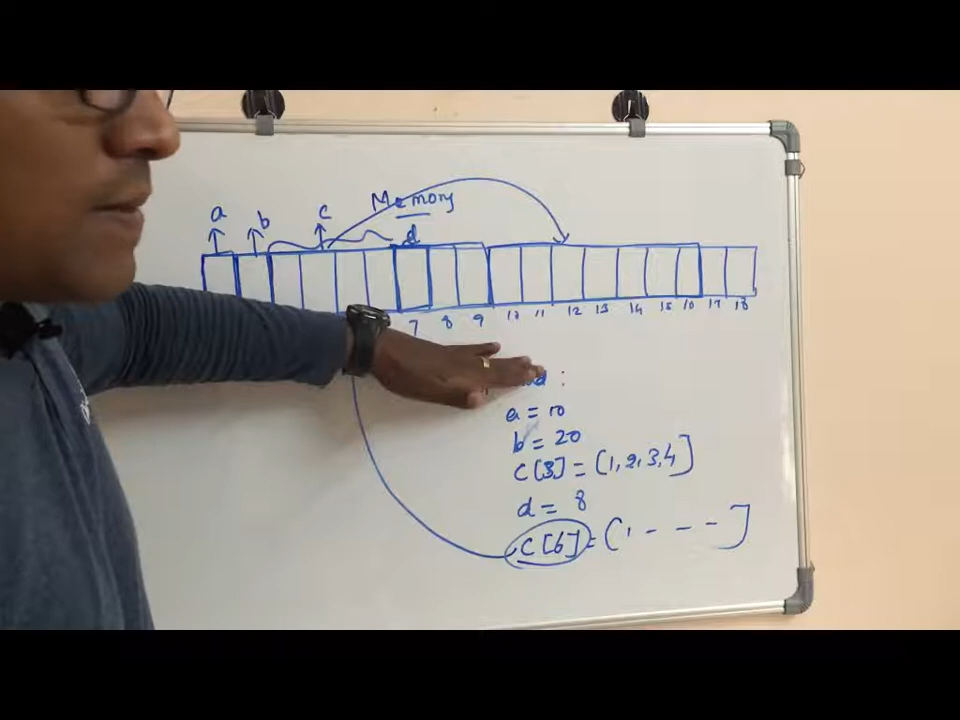 Memory
a b c d
7 8 9 10 11 12 13 14 15 16 17 18
a = 10
b = 20
c[3] = [1,2,3,4]
d = 8
c[6] = [1 - - -]